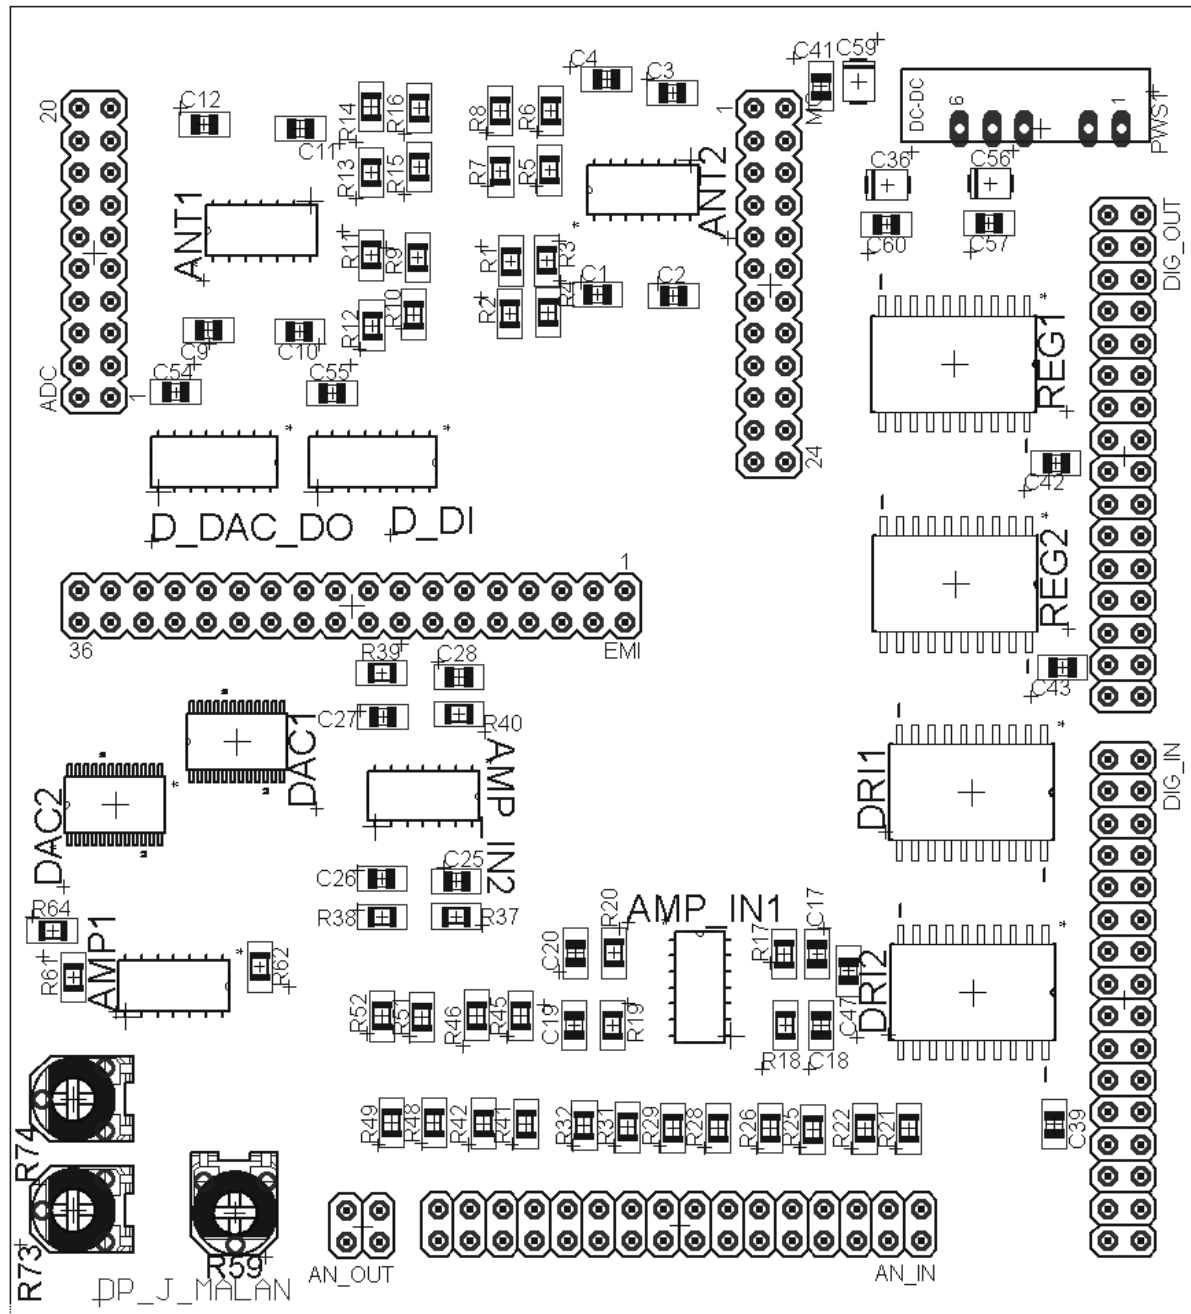 20
C12
C11
R14
R16
R13
R15
R8
R6
R7
R5
C4
C3
1
C41
C59
MC
DC-DC
6
1
PWS1
ANT1
ANT2
C36
C56
C60
C57
DIG_OUT
R11
R9
R1
R3
R12
R10
R2
R4
C1
C2
C9
C10
C54
C55
ADC
1
REG1
24
C42
D_DAC_DO
D_DI
REG2
1
36
EMI
R39
C28
C27
R40
C43
DAC1
DAC2
AMP_IN2
DRI1
DIG_IN
C26
C25
R38
R37
R64
AMP1
R61
R62
C20
R20
AMP_IN1
R17
C17
DRI2
C47
R52
R51
R46
R45
C19
R19
R18
C18
R49
R48
R42
R41
R32
R31
R29
R28
R26
R25
R22
R21
C39
R74
R73
R59
AN_OUT
AN_IN
DP_J_MALAN